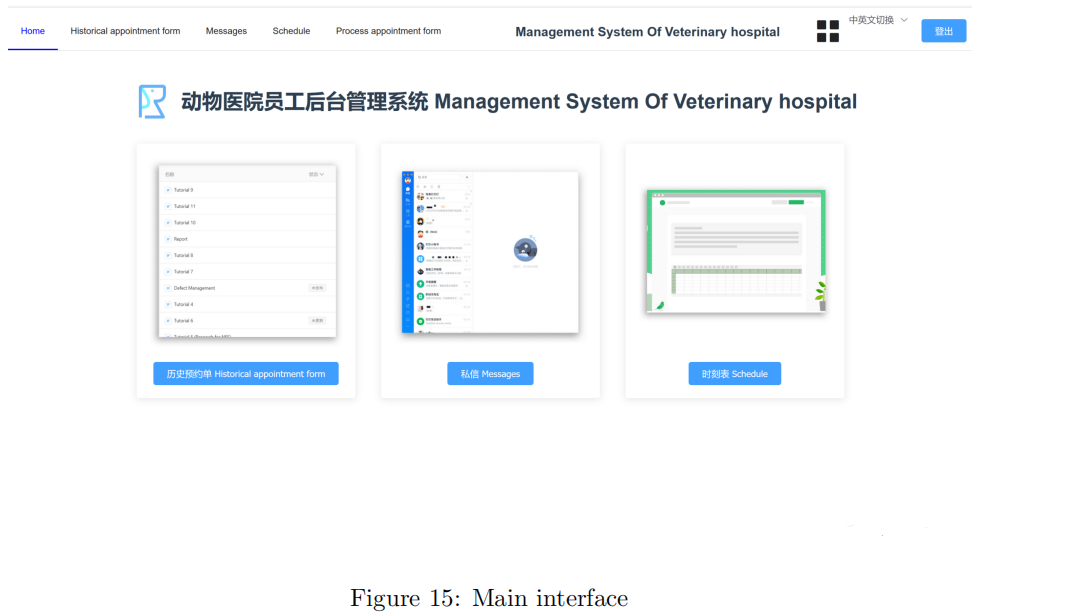 Home Historical appointment form Messages Schedule Process appointment form Management System Of Veterinary hospital 中英文切换 登出
动物医院员工后台管理系统 Management System Of Veterinary hospital
Tutorial 9
Tutorial 11
Tutorial 10
Report
Tutorial 8
Tutorial 7
Defect Management
Tutorial 4
Tutorial 6
历史预约单 Historical appointment form
私信 Messages
时刻表 Schedule
Figure 15: Main interface